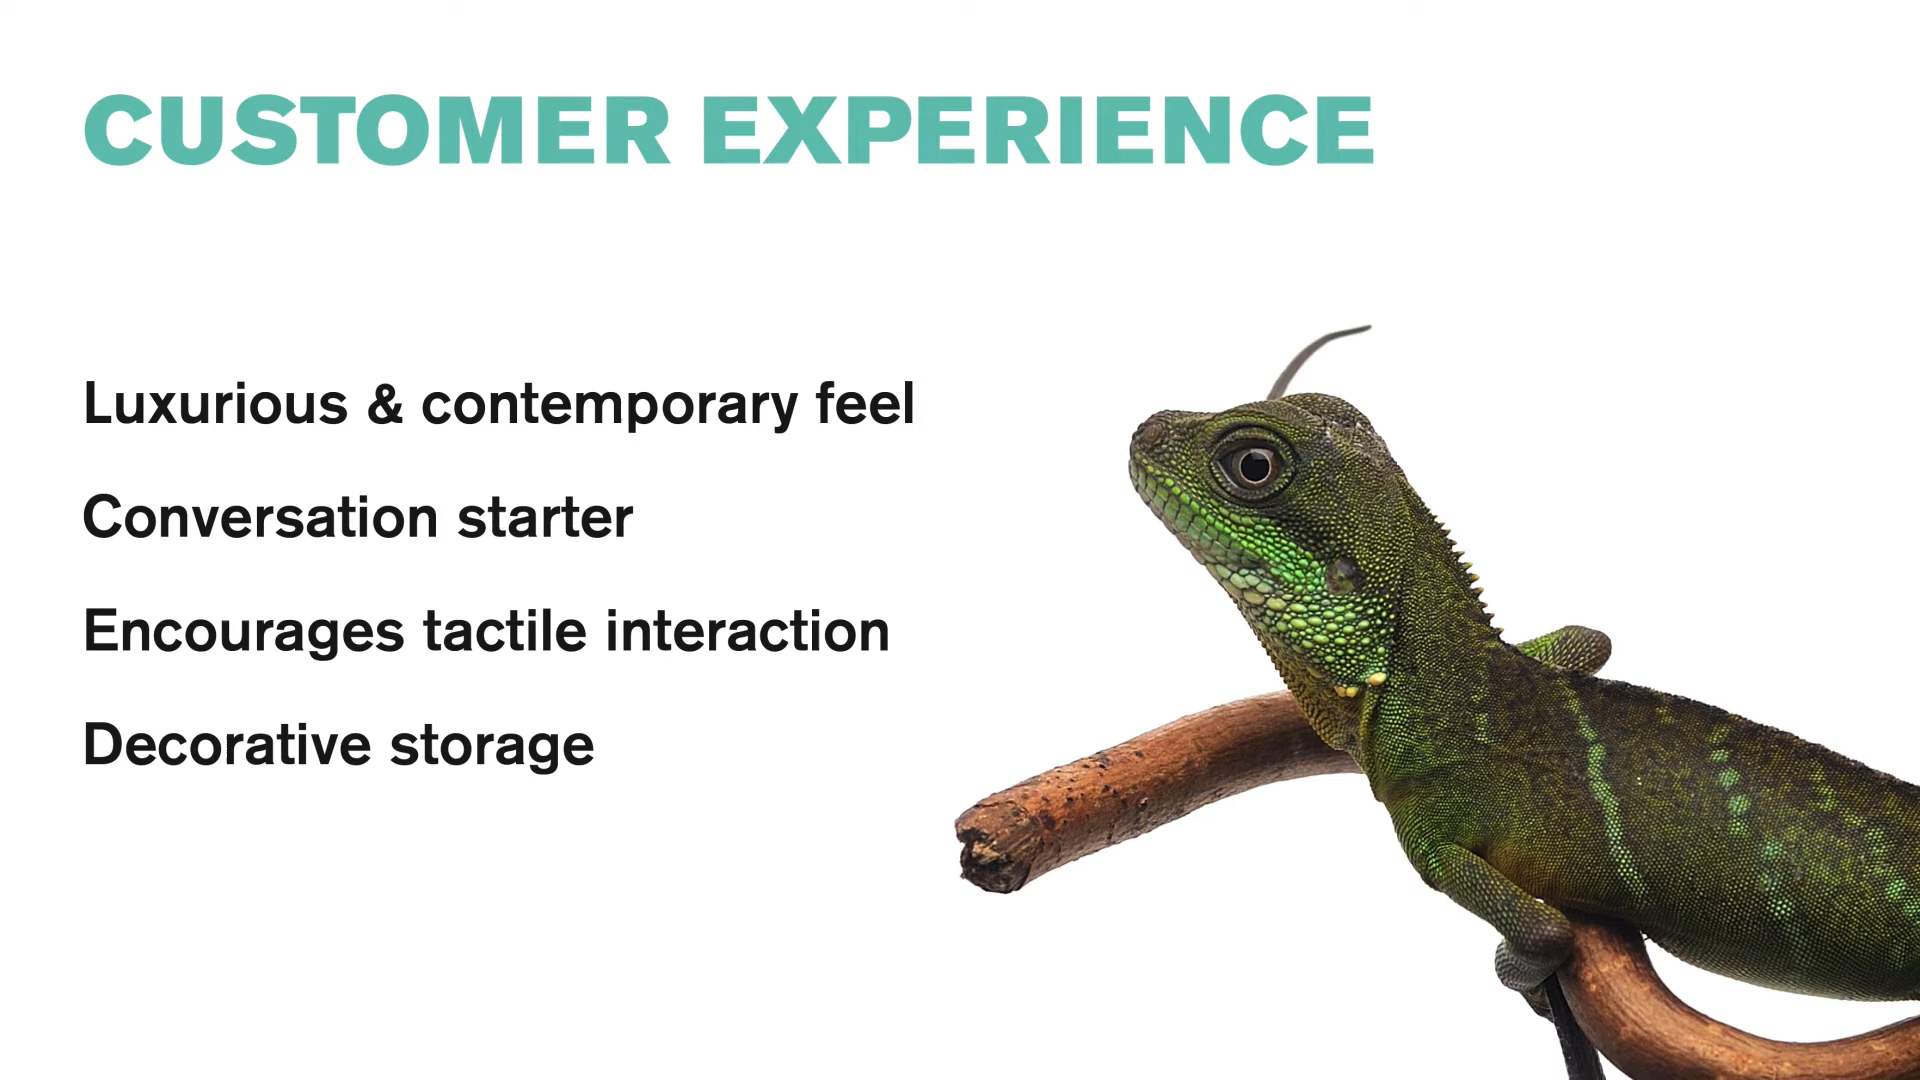 CUSTOMER EXPERIENCE
Luxurious & contemporary feel
Conversation starter
Encourages tactile interaction
Decorative storage